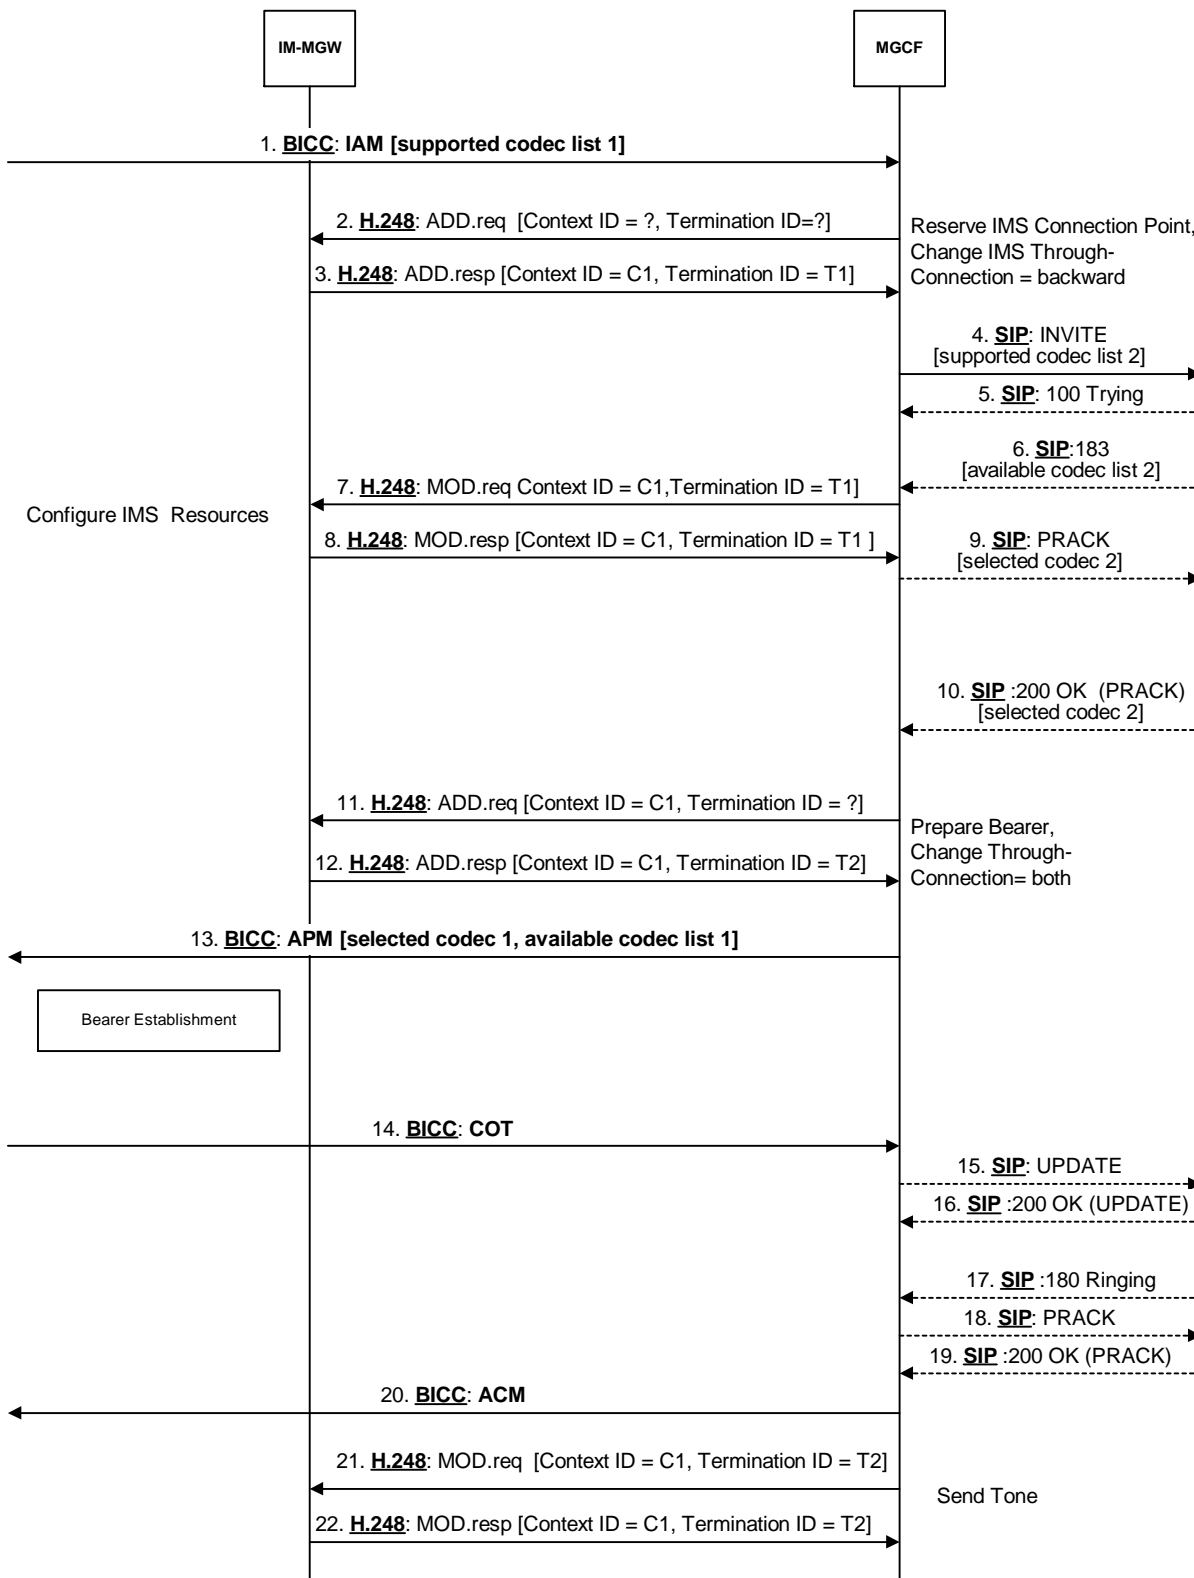 IM-MGW
MGCF
1. BICC: IAM [supported codec list 1]
2. H.248: ADD.req [Context ID = ?, Termination ID=?]
Reserve IMS Connection Point,
Change IMS Through-
Connection = backward
3. H.248: ADD.resp [Context ID = C1, Termination ID = T1]
4. SIP: INVITE
[supported codec list 2]
5. SIP: 100 Trying
6. SIP:183
[available codec list 2]
7. H.248: MOD.req Context ID = C1,Termination ID = T1]
Configure IMS Resources
8. H.248: MOD.resp [Context ID = C1, Termination ID = T1 ]
9. SIP: PRACK
[selected codec 2]
10. SIP :200 OK (PRACK)
[selected codec 2]
11. H.248: ADD.req [Context ID = C1, Termination ID = ?]
Prepare Bearer,
Change Through-
Connection= both
12. H.248: ADD.resp [Context ID = C1, Termination ID = T2]
13. BICC: APM [selected codec 1, available codec list 1]
Bearer Establishment
14. BICC: COT
15. SIP: UPDATE
16. SIP :200 OK (UPDATE)
17. SIP :180 Ringing
18. SIP: PRACK
19. SIP :200 OK (PRACK)
20. BICC: ACM
21. H.248: MOD.req [Context ID = C1, Termination ID = T2]
Send Tone
22. H.248: MOD.resp [Context ID = C1, Termination ID = T2]